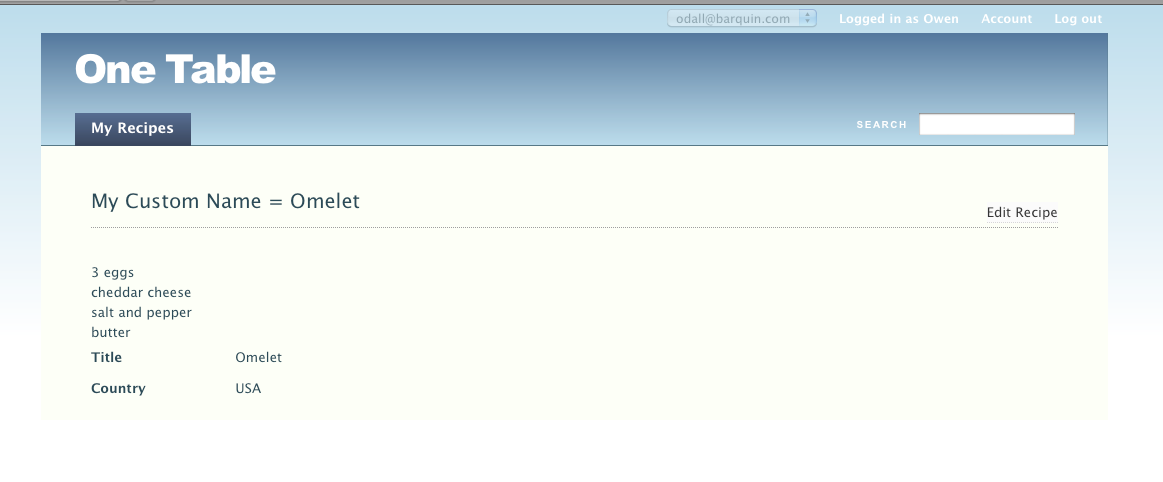 odall@barquin.com Logged in as Owen Account Log out
One Table
My Recipes SEARCH
My Custom Name = Omelet
Edit Recipe
3 eggs
cheddar cheese
salt and pepper
butter
Title Omelet
Country USA